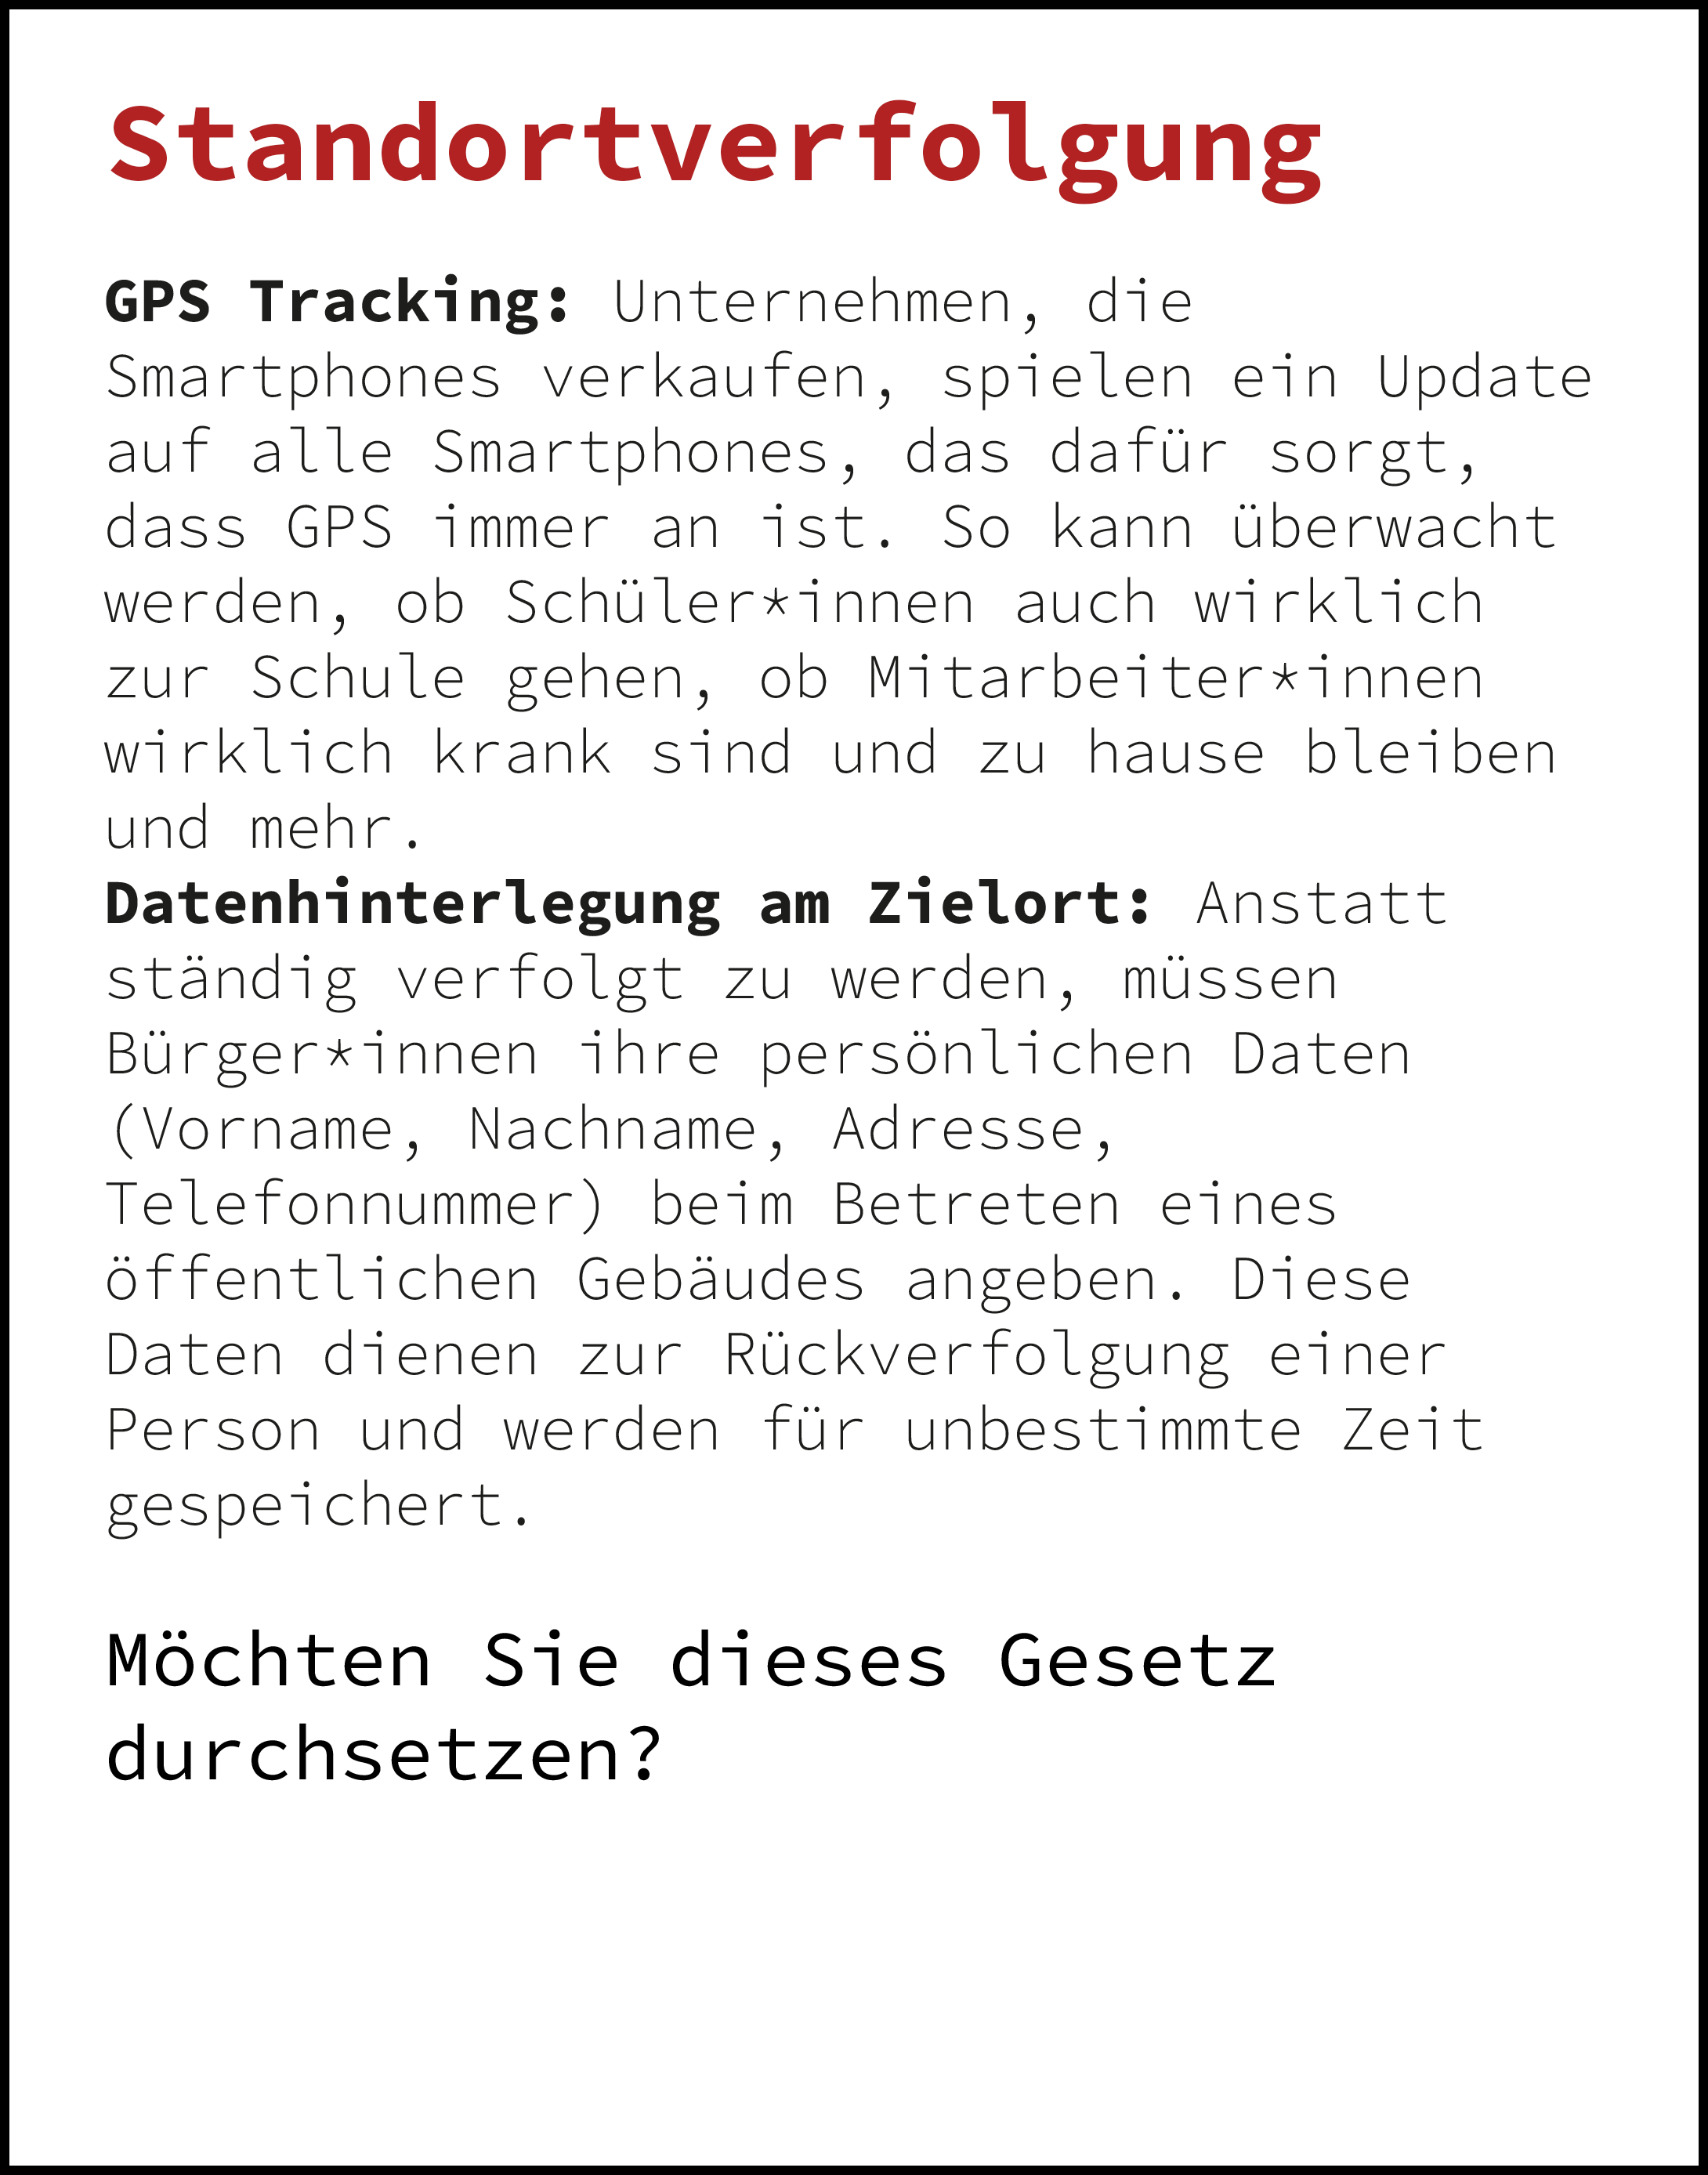 Standortverfolgung
GPS Tracking: Unternehmen, die
Smartphones verkaufen, spielen ein Update
auf alle Smartphones, das dafür sorgt,
dass GPS immer an ist. So kann überwacht
werden, ob Schüler*innen auch wirklich
zur Schule gehen, ob Mitarbeiter*innen
wirklich krank sind und zu hause bleiben
und mehr.
Datenhinterlegung am Zielort: Anstatt
ständig verfolgt zu werden, müssen
Bürger*innen ihre persönlichen Daten
(Vorname, Nachname, Adresse,
Telefonnummer) beim Betreten eines
öffentlichen Gebäudes angeben. Diese
Daten dienen zur Rückverfolgung einer
Person und werden für unbestimmte Zeit
gespeichert.
Möchten Sie dieses Gesetz
durchsetzen?